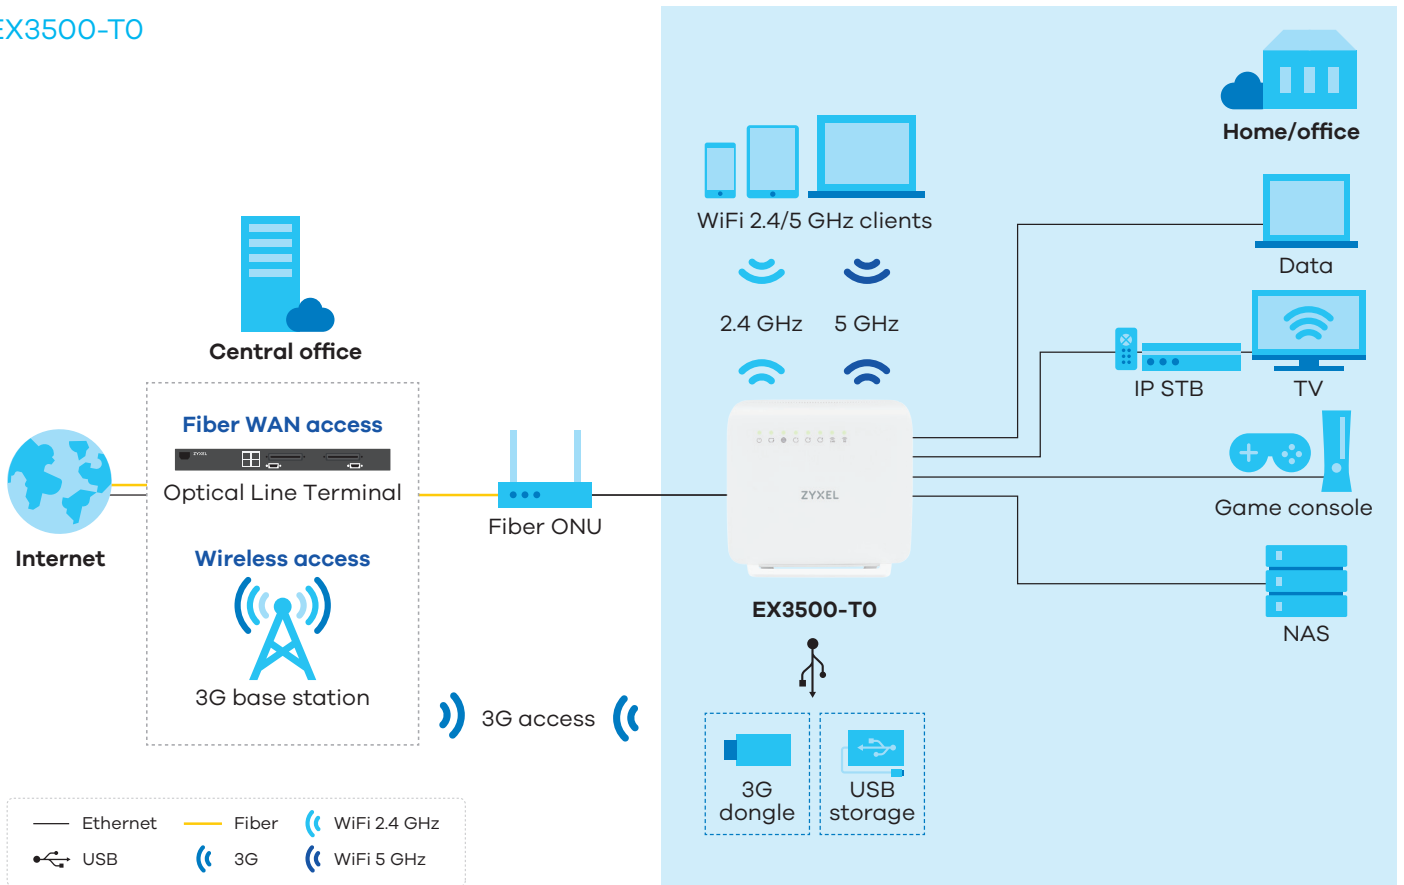 EX3500-T0
Home/office
WiFi 2.4/5 GHz clients
Data
2.4 GHz
5 GHz
Central office
IP STB
TV
Fiber WAN access
ZYXEL
Optical Line Terminal
ZYXEL
Game console
Fiber ONU
Internet
Wireless access
EX3500-T0
NAS
3G base station
3G access
3G
dongle
USB
storage
Ethernet
Fiber
WiFi 2.4 GHz
USB
3G
WiFi 5 GHz